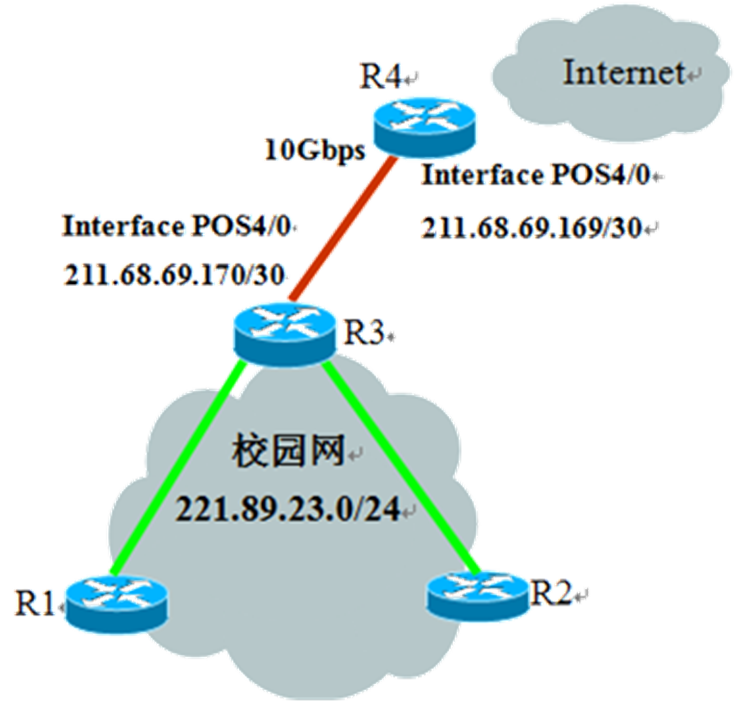 Internet
R4
10Gbps
Interface POS4/0
211.68.69.169/30
Interface POS4/0
211.68.69.170/30
R3
校园网
221.89.23.0/24
R1
R2